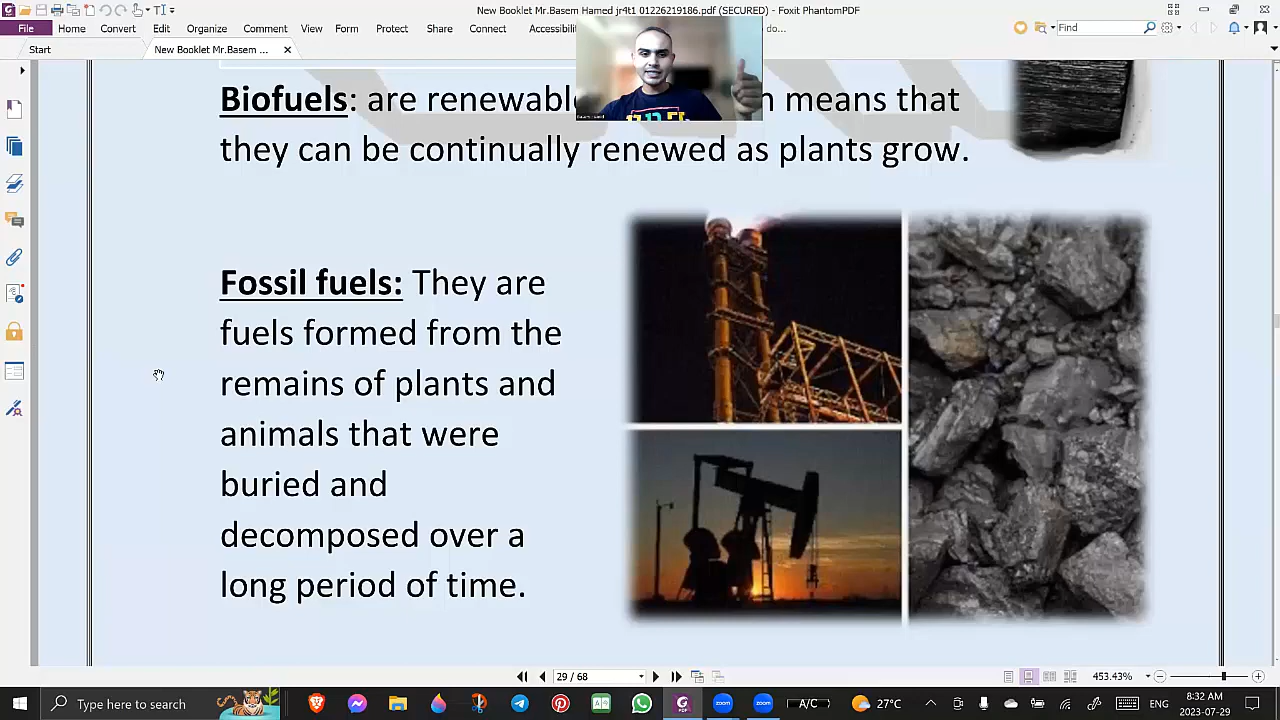 New Booklet Mr.Basem Hamed jr4t1 01226219186.pdf (SECURED) - Foxit PhantomPDF
File Home Convert Edit Organize Comment View Form Protect Share Connect Accessibili do...
Find
Start New Booklet Mr.Basem ...
Biofuels: are renewabl means that
they can be continually renewed as plants grow.
Fossil fuels: They are
fuels formed from the
remains of plants and
animals that were
buried and
decomposed over a
long period of time.
29 / 68
453.43%
Type here to search
zoom
zoom
A/C
27°C
ENG
8:32 AM
2023-07-29